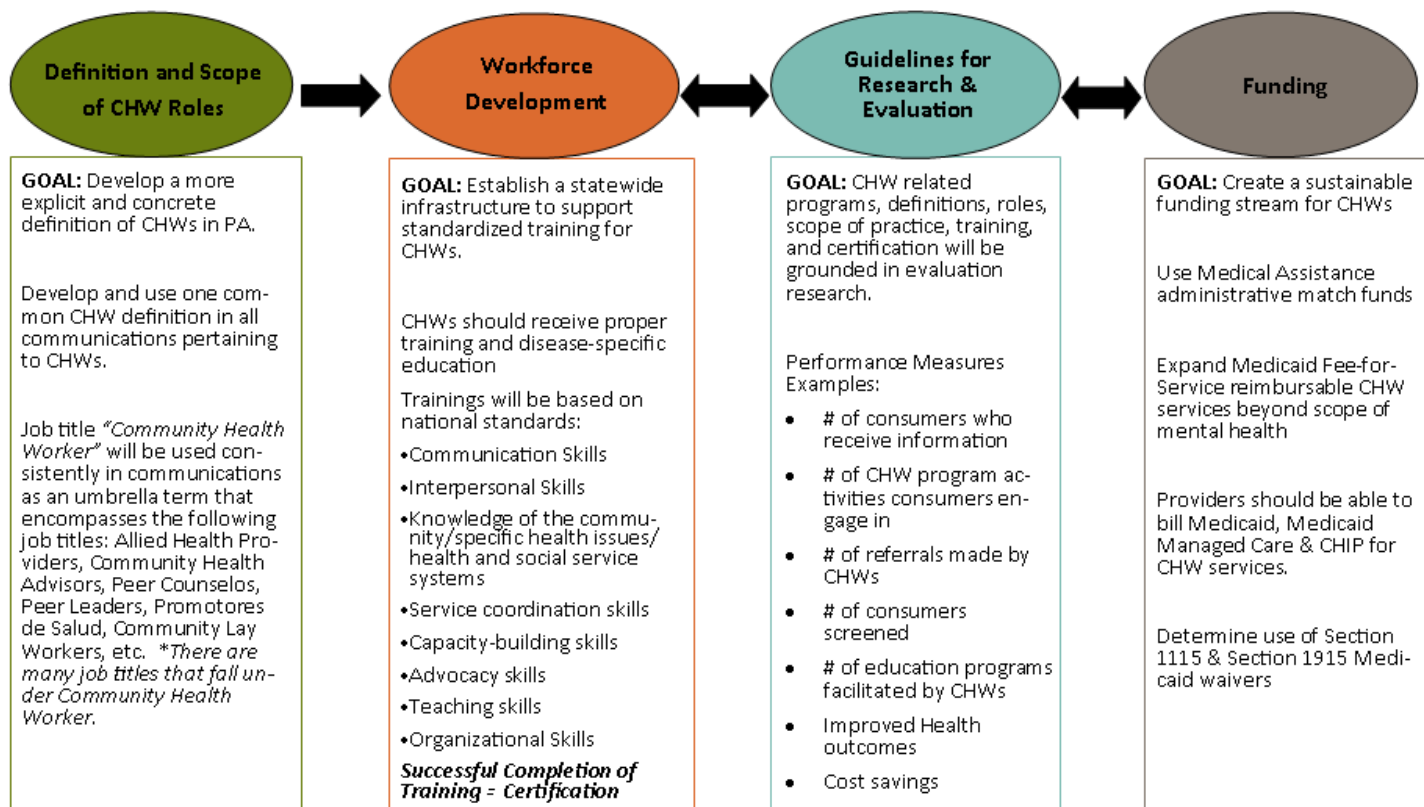 Definition and Scope
of CHW Roles
Workforce
Development
Guidelines for
Research &
Evaluation
Funding
GOAL: Develop a more
explicit and concrete
definition of CHWs in PA.
Develop and use one com-
mon CHW definition in all
communications pertaining
to CHWs.
Job title “Community Health
Worker” will be used con-
sistently in communications
as an umbrella term that
encompasses the following
job titles: Allied Health Pro-
viders, Community Health
Advisors, Peer Counselos,
Peer Leaders, Promotores
de Salud, Community Lay
Workers, etc. *There are
many job titles that fall un-
der Community Health
Worker.
GOAL: Establish a statewide
infrastructure to support
standardized training for
CHWs.
CHWs should receive proper
training and disease-specific
education
Trainings will be based on
national standards:
•Communication Skills
•Interpersonal Skills
•Knowledge of the commu-
nity/specific health issues/
health and social service
systems
•Service coordination skills
•Capacity-building skills
•Advocacy skills
•Teaching skills
•Organizational Skills
Successful Completion of
Training = Certification
GOAL: CHW related
programs, definitions, roles,
scope of practice, training,
and certification will be
grounded in evaluation
research.
Performance Measures
Examples:
• # of consumers who
receive information
• # of CHW program ac-
tivities consumers en-
gage in
• # of referrals made by
CHWs
• # of consumers
screened
• # of education programs
facilitated by CHWs
• Improved Health
outcomes
• Cost savings
GOAL: Create a sustainable
funding stream for CHWs
Use Medical Assistance
administrative match funds
Expand Medicaid Fee-for-
Service reimbursable CHW
services beyond scope of
mental health
Providers should be able to
bill Medicaid, Medicaid
Managed Care & CHIP for
CHW services.
Determine use of Section
1115 & Section 1915 Medi-
caid waivers